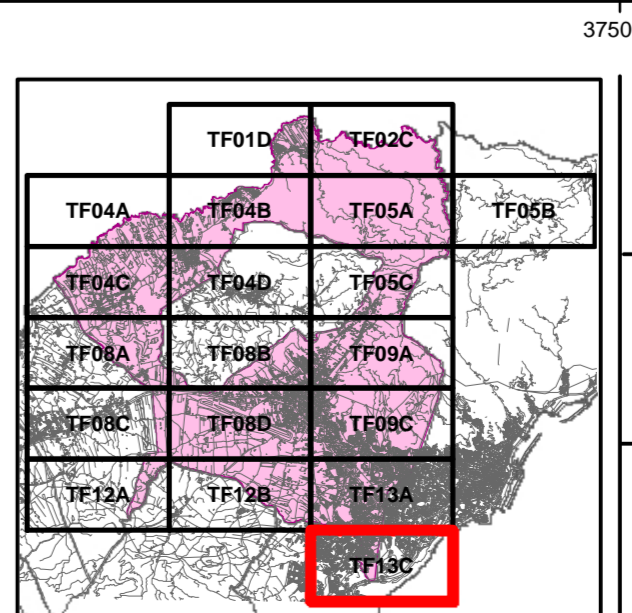 3750
TF01D TF02C
TF04A TF04B TF05A TF05B
TF04C TF04D TF05C
TF08A TF08B TF09A
TF08C TF08D TF09C
TF12A TF12B TF13A
TF13C